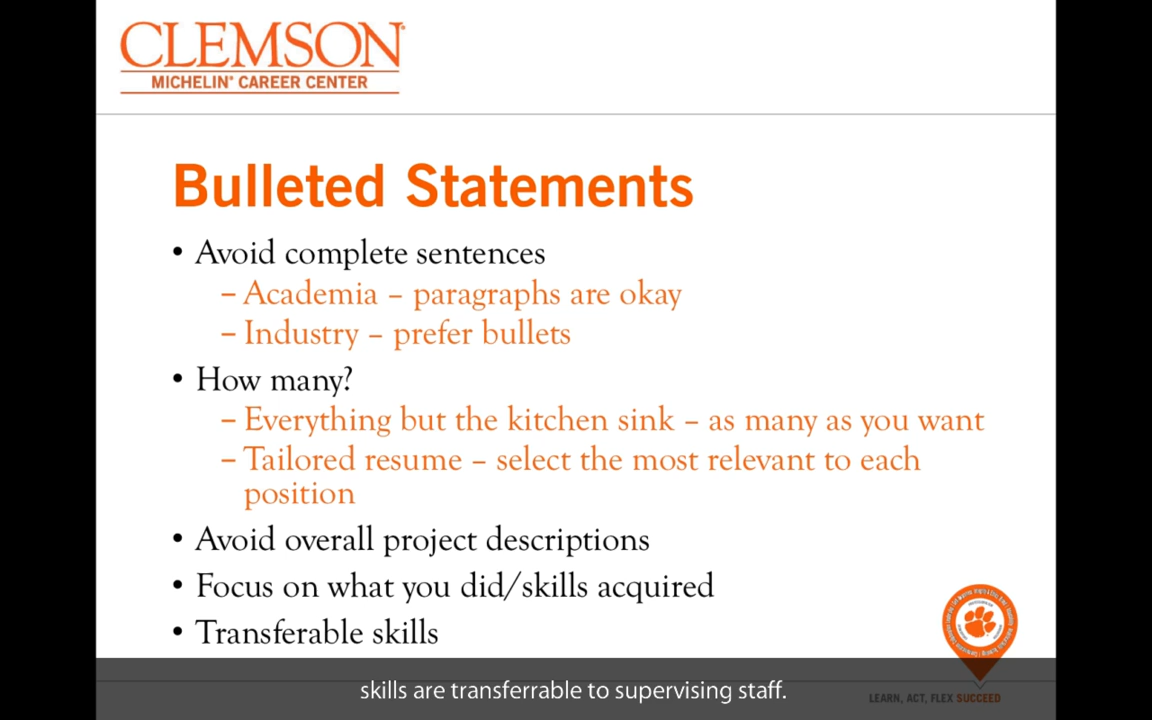 CLEMSON®
MICHELIN® CAREER CENTER
Bulleted Statements
• Avoid complete sentences
– Academia – paragraphs are okay
– Industry – prefer bullets
• How many?
– Everything but the kitchen sink – as many as you want
– Tailored resume – select the most relevant to each
position
• Avoid overall project descriptions
• Focus on what you did/skills acquired
• Transferable skills
skills are transferrable to supervising staff.
LEARN, ACT, FLEX SUCCEED